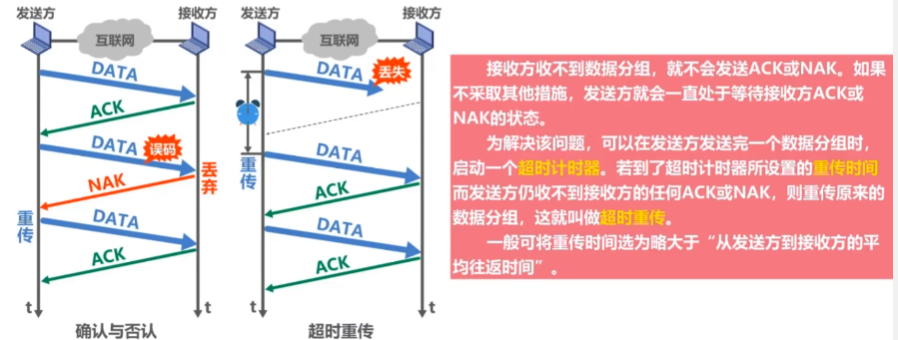 发送方
接收方
互联网
DATA
ACK
DATA
误码
NAK
丢弃
重传
DATA
ACK
t
t
确认与否认
发送方
接收方
互联网
DATA
丢失
重传
DATA
ACK
DATA
ACK
t
t
超时重传
接收方收不到数据分组，就不会发送ACK或NAK。如果
不采取其他措施，发送方就会一直处于等待接收方ACK或
NAK的状态。
为解决该问题，可以在发送方发送完一个数据分组时，
启动一个超时计时器。若到了超时计时器所设置的重传时间
而发送方仍收不到接收方的任何ACK或NAK，则重传原来的
数据分组，这就叫做超时重传。
一般可将重传时间选为略大于“从发送方到接收方的平
均往返时间”。